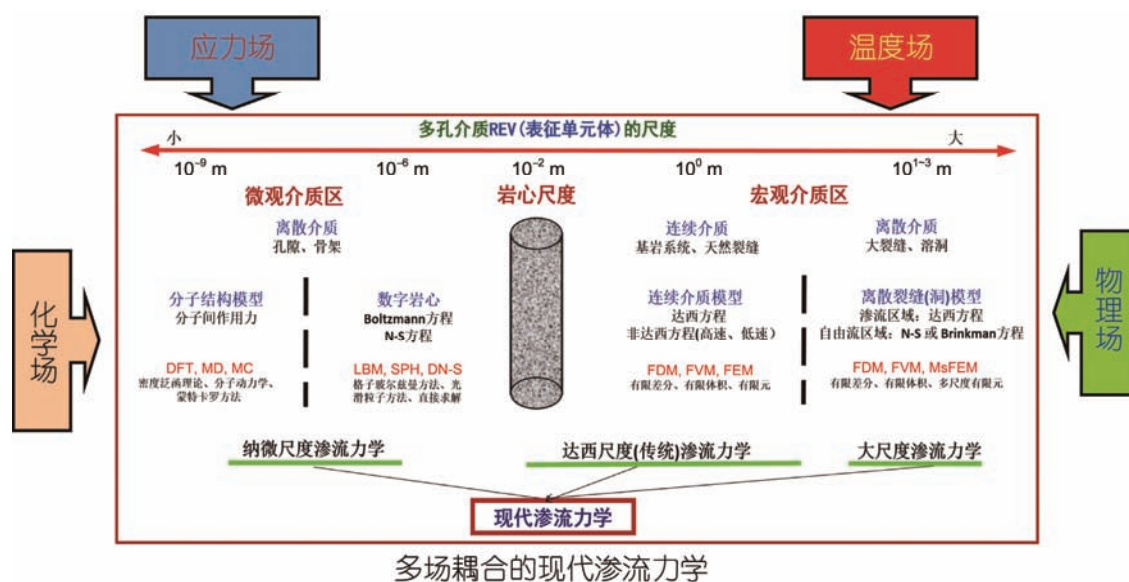 应力场
温度场
多孔介质REV(表征单元体)的尺度
小
大
10⁻⁹ m
10⁻⁶ m
10⁻² m
10⁰ m
10¹⁻³ m
微观介质区
岩心尺度
宏观介质区
离散介质
孔隙、骨架
连续介质
基岩系统、天然裂缝
离散介质
大裂缝、溶洞
化学场
物理场
分子结构模型
分子间作用力
数字岩心
Boltzmann方程
N-S方程
连续介质模型
达西方程
非达西方程(高速、低速)
离散裂缝(洞)模型
渗流区域：达西方程
自由流区域：N-S 或 Brinkman方程
DFT, MD, MC
密度泛函理论、分子动力学、
蒙特卡罗方法
LBM, SPH, DN-S
格子玻尔兹曼方法、光
滑粒子方法、直接求解
FDM, FVM, FEM
有限差分、有限体积、有限元
FDM, FVM, MsFEM
有限差分、有限体积、多尺度有限元
纳微尺度渗流力学
达西尺度(传统)渗流力学
大尺度渗流力学
现代渗流力学
多场耦合的现代渗流力学